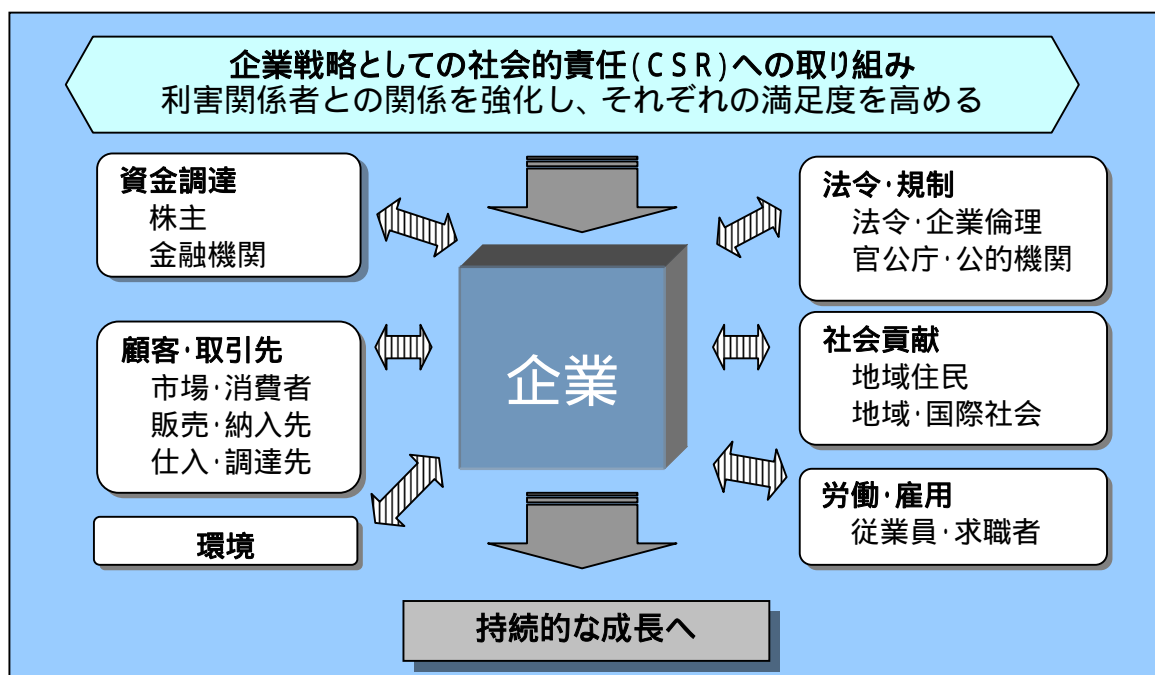 企業戦略としての社会的責任(CSR)への取り組み
利害関係者との関係を強化し、それぞれの満足度を高める
資金調達
株主
金融機関
顧客・取引先
市場・消費者
販売・納入先
仕入・調達先
環境
企業
法令・規制
法令・企業倫理
官公庁・公的機関
社会貢献
地域住民
地域・国際社会
労働・雇用
従業員・求職者
持続的な成長へ